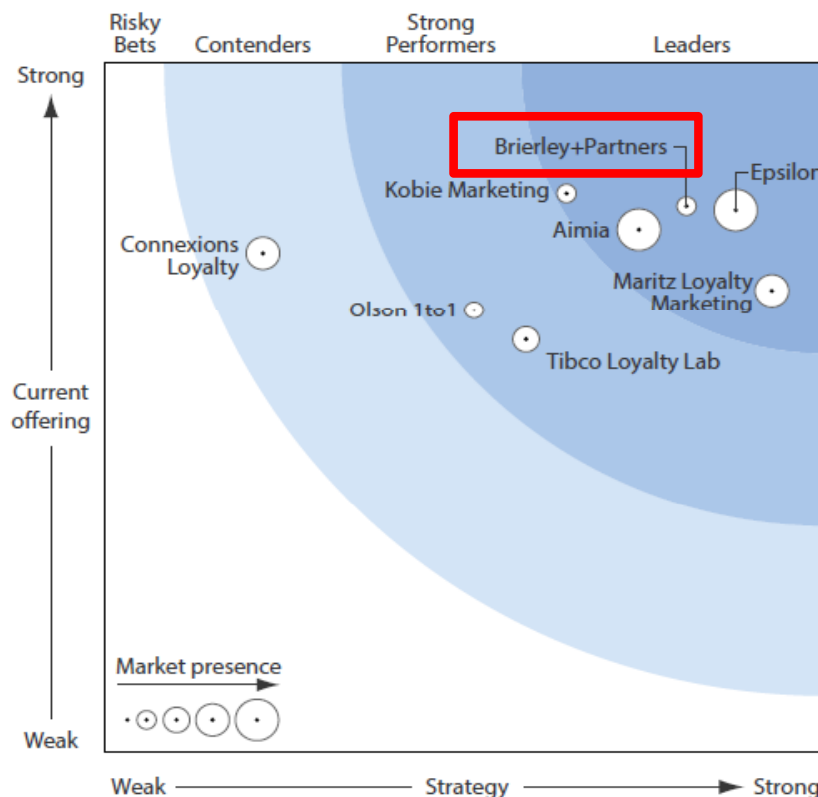 Risky
Bets
Contenders
Strong
Performers
Leaders
Strong
Brierley+Partners
Epsilon
Kobie Marketing
Aimia
Connexions
Loyalty
Maritz Loyalty
Marketing
Olson 1to1
Tibco Loyalty Lab
Current
offering
Market presence
Weak
Weak
Strategy
Strong